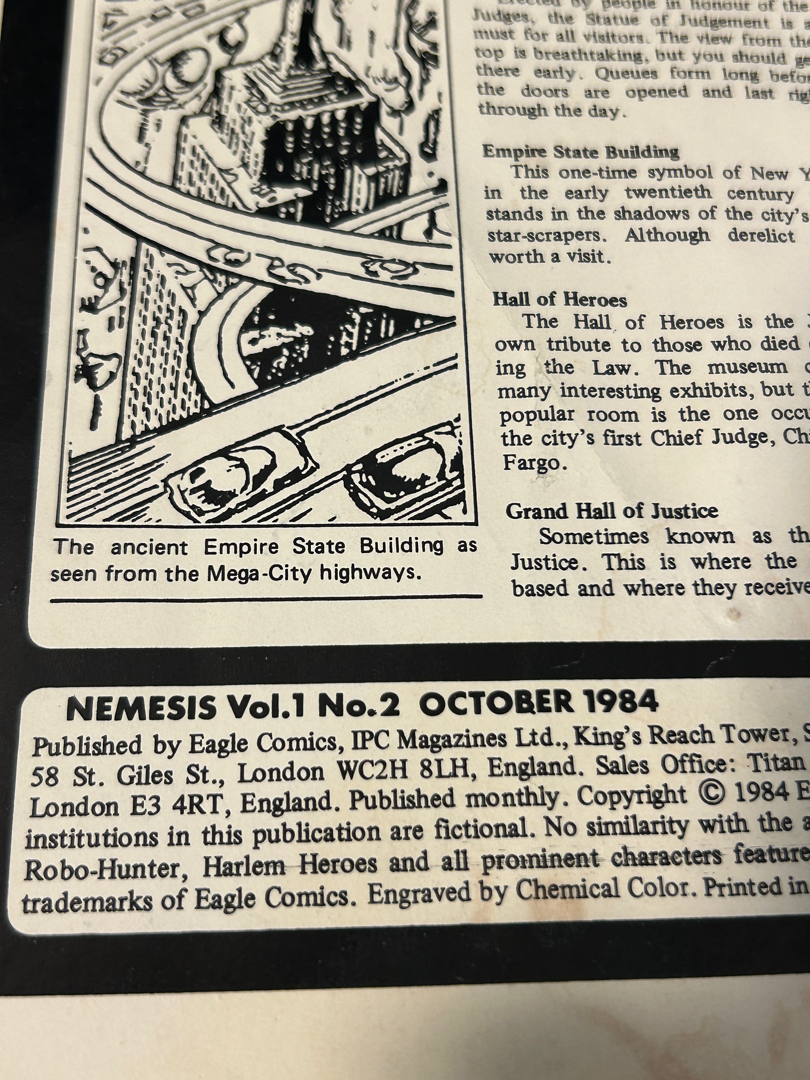 Erected by people in honour of the
Judges, the Statue of Judgement is
must for all visitors. The view from
top is breathtaking, but you should
there early. Queues form long
the doors are opened and last
through the day.
Empire State Building
This one-time symbol of New
in the early twentieth century
stands in the shadows of the city's
star-scrapers. Although derelict
worth a visit.
Hall of Heroes
The Hall of Heroes is the
own tribute to those who died
ing the Law. The museum
many interesting exhibits, but
popular room is the one
the city's first Chief Judge,
Fargo.
Grand Hall of Justice
Sometimes known as
Justice. This is where the
based and where they receive
The ancient Empire State Building as
seen from the Mega-City highways.
NEMESIS Vol.1 No.2 OCTOBER 1984
Published by Eagle Comics, IPC Magazines Ltd., King's Reach Tower,
58 St. Giles St., London WC2H 8LH, England. Sales Office: Titan
London E3 4RT, England. Published monthly. Copyright © 1984
institutions in this publication are fictional. No similarity with the
Robo-Hunter, Harlem Heroes and all prominent characters
trademarks of Eagle Comics. Engraved by Chemical Color. Printed in